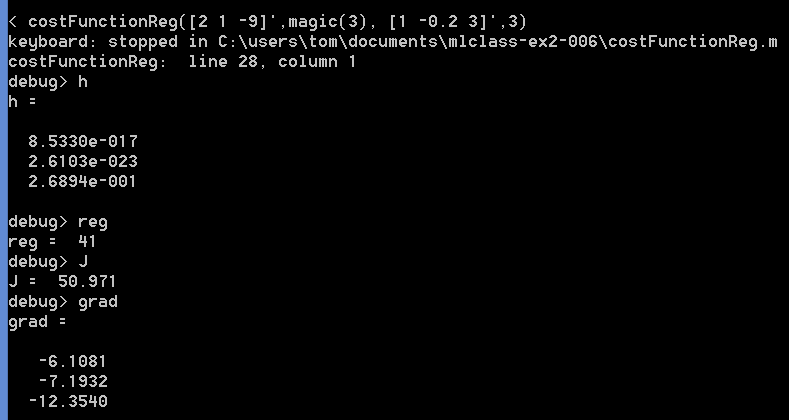 < costFunctionReg([2 1 -9]',magic(3), [1 -0.2 3]',3)
keyboard: stopped in C:\users\tom\documents\mlclass-ex2-006\costFunctionReg.m
costFunctionReg:  line 28, column 1
debug> h
h =
8.5330e-017
2.6103e-023
2.6894e-001
debug> reg
reg =  41
debug> J
J =  50.971
debug> grad
grad =
-6.1081
-7.1932
-12.3540